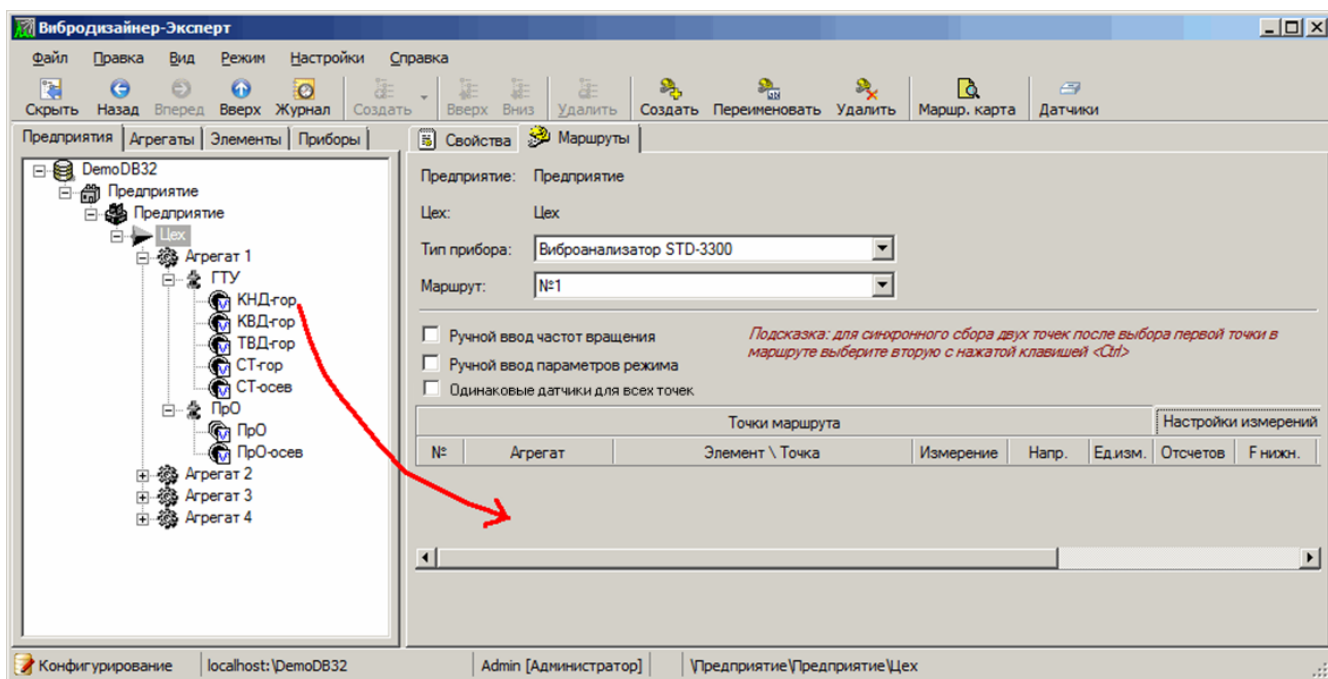 Вибродизайнер-Эксперт
Файл Правка Вид Режим Настройки Справка
Скрыть Назад Вперед Вверх Журнал Создать Вверх Вниз Удалить Создать Переименовать Удалить Маршр. карта Датчики
Предприятия Агрегаты Элементы Приборы Свойства Маршруты
DemoDB32
Предприятие
Предприятие
Цех
Агрегат 1
ГТУ
КНД-гор
КВД-гор
ТВД-гор
СТ-гор
СТ-осев
ПрО
ПрО
ПрО-осев
Агрегат 2
Агрегат 3
Агрегат 4
Предприятие: Предприятие
Цех: Цех
Тип прибора: Виброанализатор STD-3300
Маршрут: №1
Ручной ввод частот вращения
Ручной ввод параметров режима
Одинаковые датчики для всех точек
Подсказка: для синхронного сбора двух точек после выбора первой точки в
маршруте выберите вторую с нажатой клавишей <Ctrl>
Точки маршрута Настройки измерений
№ Агрегат Элемент \ Точка Измерение Напр. Ед.изм. Отсчетов F нижн.
Конфигурирование localhost:\DemoDB32 Admin [Администратор] \Предприятие\Предприятие\Цех